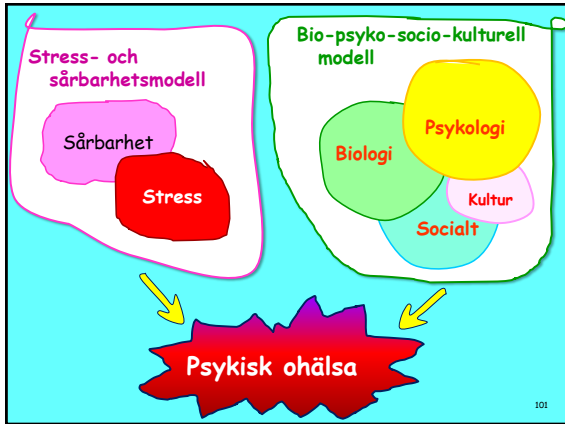 Stress- och
sårbarhetsmodell
Sårbarhet
Stress
Bio-psyko-socio-kulturell
modell
Psykologi
Biologi
Kultur
Socialt
Psykisk ohälsa
101